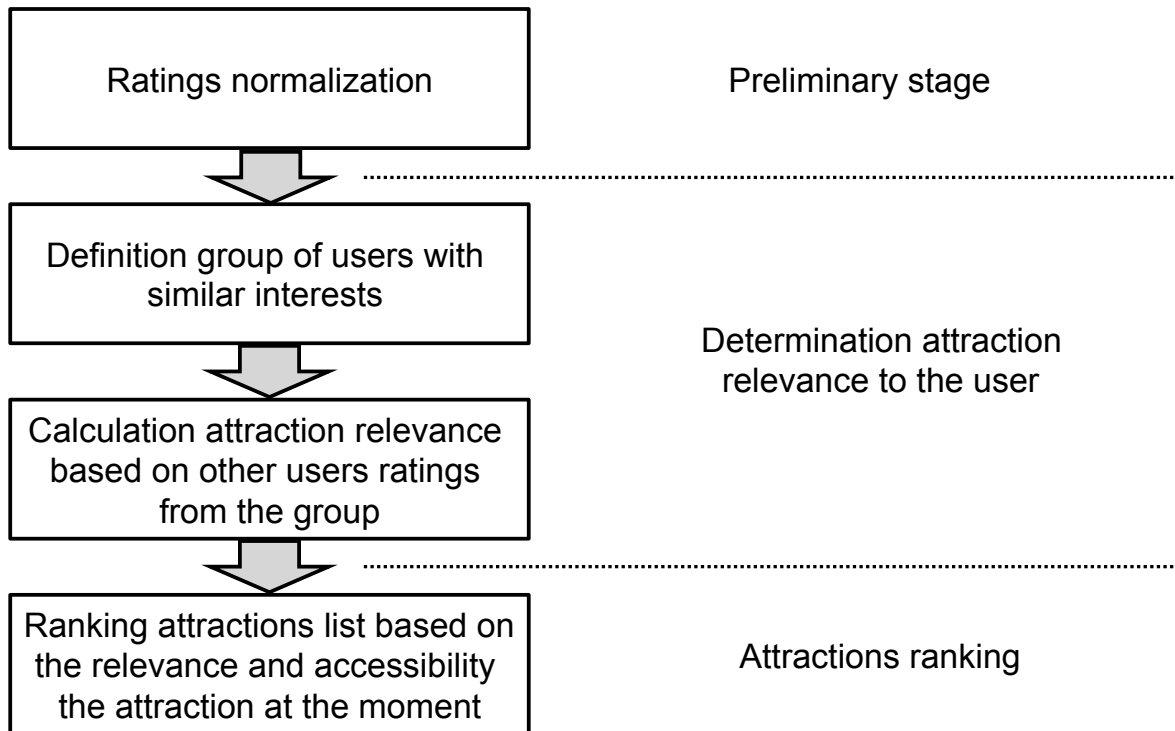 Ratings normalization
Preliminary stage
Definition group of users with
similar interests
Determination attraction
relevance to the user
Calculation attraction relevance
based on other users ratings
from the group
Ranking attractions list based on
the relevance and accessibility
the attraction at the moment
Attractions ranking